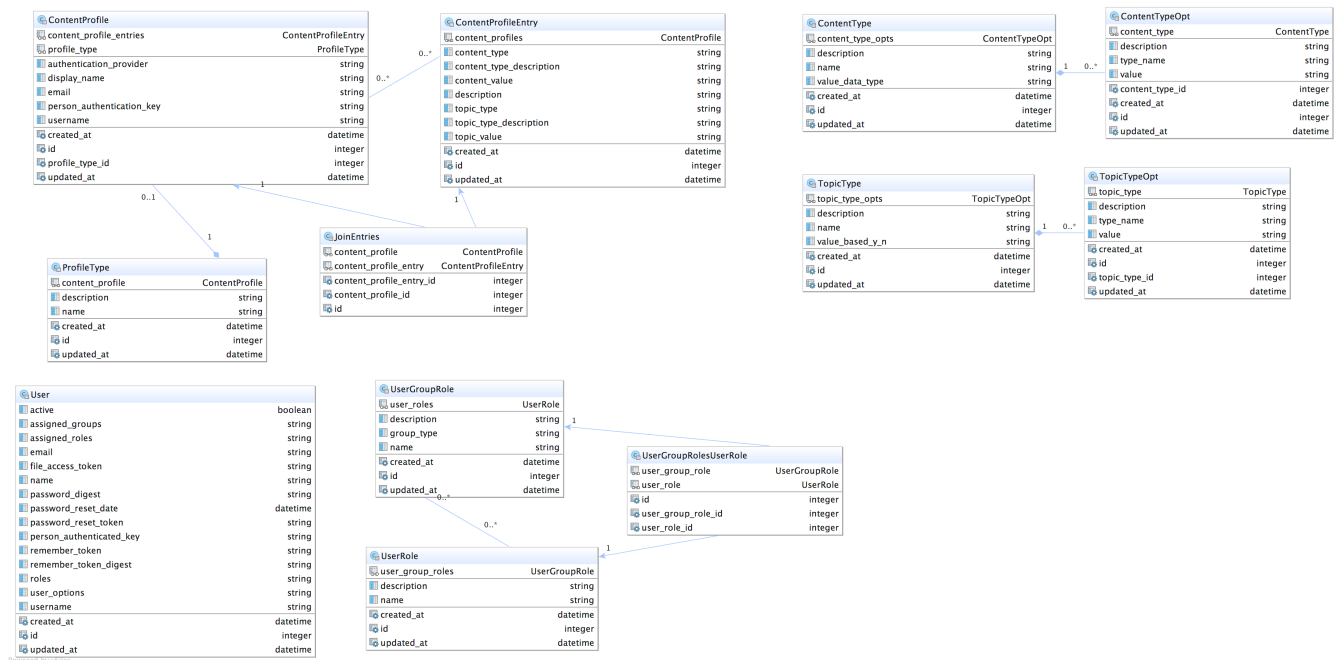 ContentProfile
content_profile_entries ContentProfileEntry
profile_type ProfileType
authentication_provider string
display_name string
email string
person_authentication_key string
username string
created_at datetime
id integer
profile_type_id integer
updated_at datetime
0..*
0..*
ContentProfileEntry
content_profiles ContentProfile
content_type string
content_type_description string
content_value string
description string
topic_type string
topic_type_description string
topic_value string
created_at datetime
id integer
updated_at datetime
ContentType
content_type_opts ContentTypeOpt
description string
name string
value_data_type string
created_at datetime
id integer
updated_at datetime
1 0..*
ContentTypeOpt
content_type ContentType
description string
type_name string
value string
content_type_id integer
created_at datetime
id integer
updated_at datetime
0..1
1
1
1
JoinEntries
content_profile ContentProfile
content_profile_entry ContentProfileEntry
content_profile_entry_id integer
content_profile_id integer
id integer
ProfileType
content_profile ContentProfile
description string
name string
created_at datetime
id integer
updated_at datetime
TopicType
topic_type_opts TopicTypeOpt
description string
name string
value_based_y_n string
created_at datetime
id integer
updated_at datetime
1 0..*
TopicTypeOpt
topic_type TopicType
description string
type_name string
value string
created_at datetime
id integer
topic_type_id integer
updated_at datetime
User
active boolean
assigned_groups string
assigned_roles string
email string
file_access_token string
name string
password_digest string
password_reset_date datetime
password_reset_token string
person_authenticated_key string
remember_token string
remember_token_digest string
roles string
user_options string
username string
created_at datetime
id integer
updated_at datetime
UserGroupRole
user_roles UserRole
description string
group_type string
name string
created_at datetime
id integer
updated_at datetime
0..*
0..*
1
UserGroupRolesUserRole
user_group_role UserGroupRole
user_role UserRole
id integer
user_group_role_id integer
user_role_id integer
1
UserRole
user_group_roles UserGroupRole
description string
name string
created_at datetime
id integer
updated_at datetime